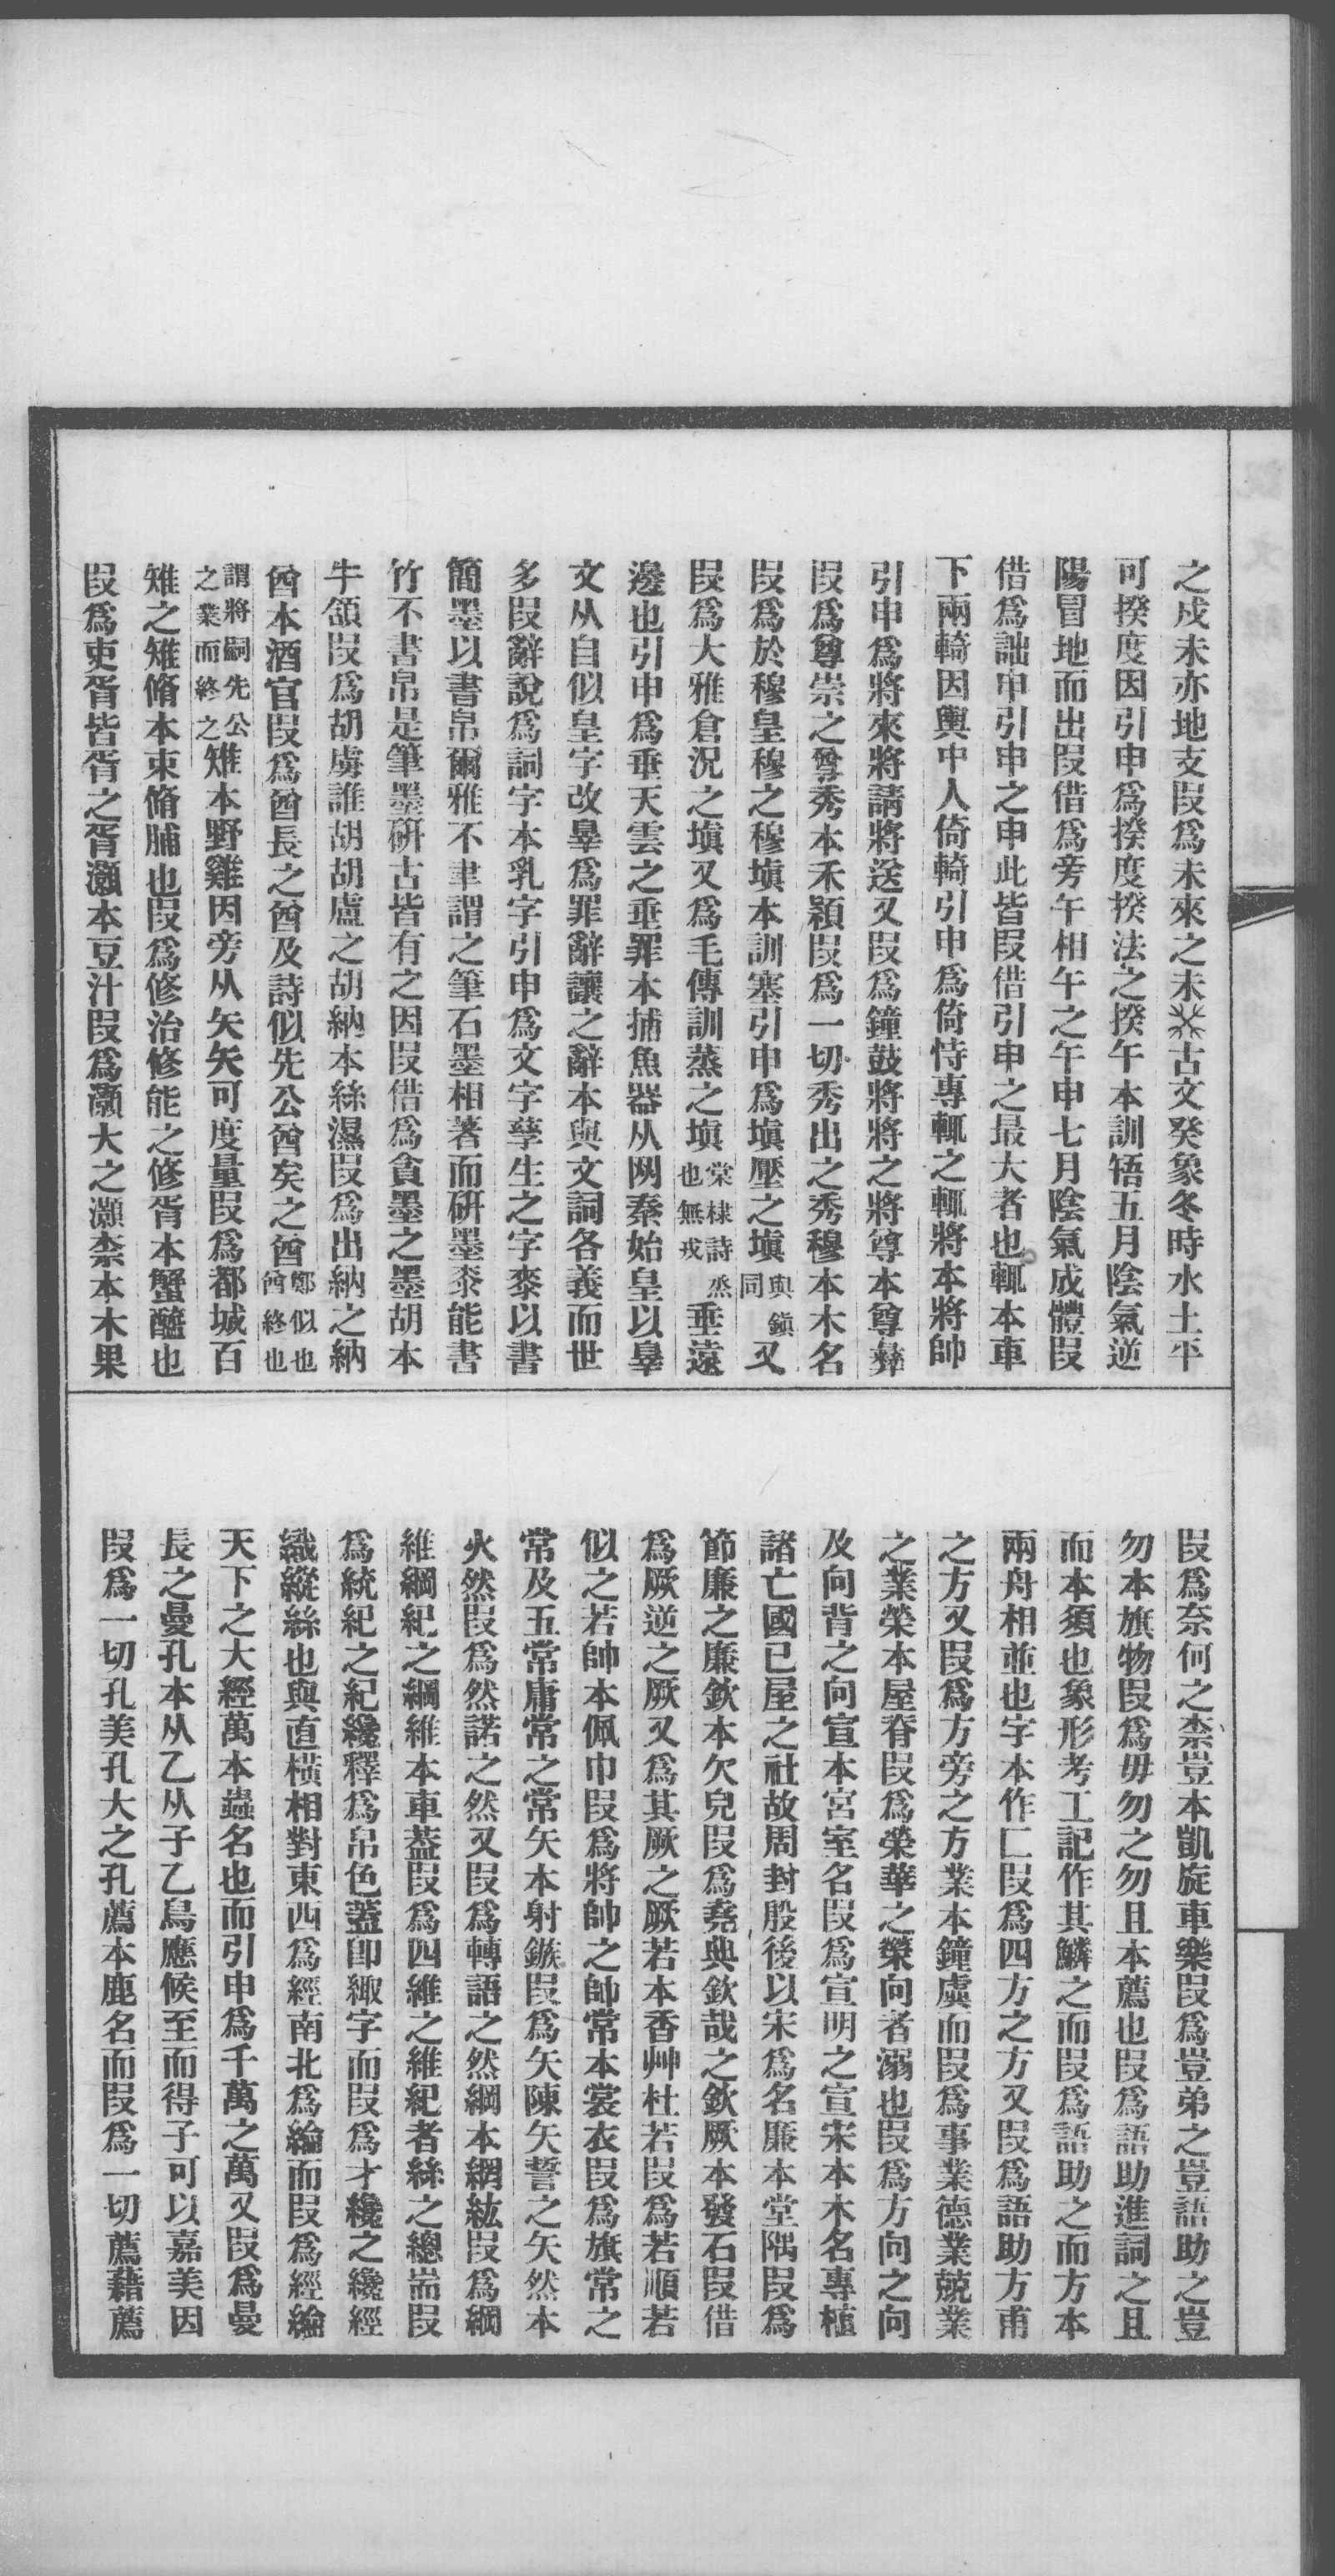 之戍未亦地支叚爲未來之未𤼩古文癸象冬時水土平
可揆度因引申爲揆度揆法之揆午本訓啎五月陰氣逆
陽冒地而出叚借爲旁午相午之午申七月陰氣成體叚
借爲詘申引申之申此皆叚借引申之最大者也輒本車
下兩輢因輿中人倚輢引申爲倚恃專輒之輒將本將帥
引申爲將來將請將送又叚爲鐘鼓將將之將尊本尊彝
叚爲尊崇之尊秀本禾穎叚爲一切秀出之秀穆本木名
叚爲於穆皇穆之穆塡本訓塞引申爲塡壓之塡與鎭同又
叚爲大雅倉況之塡又爲毛傳訓蒸之塡棠棣詩烝也無戎垂遠
邊也引申爲垂天雲之垂罪本捕魚器从网秦始皇以辠
文从自似皇字改辠爲罪辭讓之辭本與文詞各義而世
多叚辭說爲詞字本乳字引申爲文字孳生之字桼以書
簡墨以書帛爾雅不聿謂之筆石墨相著而硏墨桼能書
竹不書帛是筆墨硏古皆有之因叚借爲貪墨之墨胡本
牛頷叚爲胡虜誰胡胡盧之胡納本絲濕叚爲出納之納
酋本酒官叚爲酋長之酋及詩似先公酋矣之酋鄭似也酋終也
謂將嗣先公之業而終之雉本野雞因旁从矢矢可度量叚爲都城百
雉之雉脩本束脩脯也叚爲修治修能之修胥本蟹醢也
叚爲吏胥皆胥之胥灝本豆汁叚爲灝大之灝柰本木果
叚爲奈何之柰豈本凱旋車樂叚爲豈弟之豈語助之豈
勿本旗物叚爲毋勿之勿且本薦也叚爲語助進詞之且
而本須也象形考工記作其鱗之而叚爲語助之而方本
兩舟相並也字本作匚叚爲四方之方又叚爲語助方甫
之方又叚爲方旁之方業本鐘虡而叚爲事業德業兢業
之業榮本屋脊叚爲榮華之榮向者溺也叚爲方向之向
及向背之向宣本宮室名叚爲宣明之宣宋本木名專植
諸亡國已屋之社故周封殷後以宋爲名廉本堂隅叚爲
節廉之廉欽本欠皃叚爲堯典欽哉之欽厥本發石叚借
爲厥逆之厥又爲其厥之厥若本香艸杜若叚爲若順若
似之若帥本佩巾叚爲將帥之帥常本裳衣叚爲旗常之
常及五常庸常之常矢本射鏃叚爲矢陳矢誓之矢然本
火然叚爲然諾之然又叚爲轉語之然綱本網紘叚爲綱
維綱紀之綱維本車葢叚爲四維之維紀者絲之總耑叚
爲統紀之紀纔釋爲帛色葢即緅字而叚爲才纔之纔經
織縱絲也與直橫相對東西爲經南北爲綸而叚爲經綸
天下之大經萬本蟲名也而引申爲千萬之萬又叚爲曼
長之曼孔本从乙从子乙鳥應候至而得子可以嘉美因
叚爲一切孔美孔大之孔薦本鹿名而叚爲一切薦藉薦